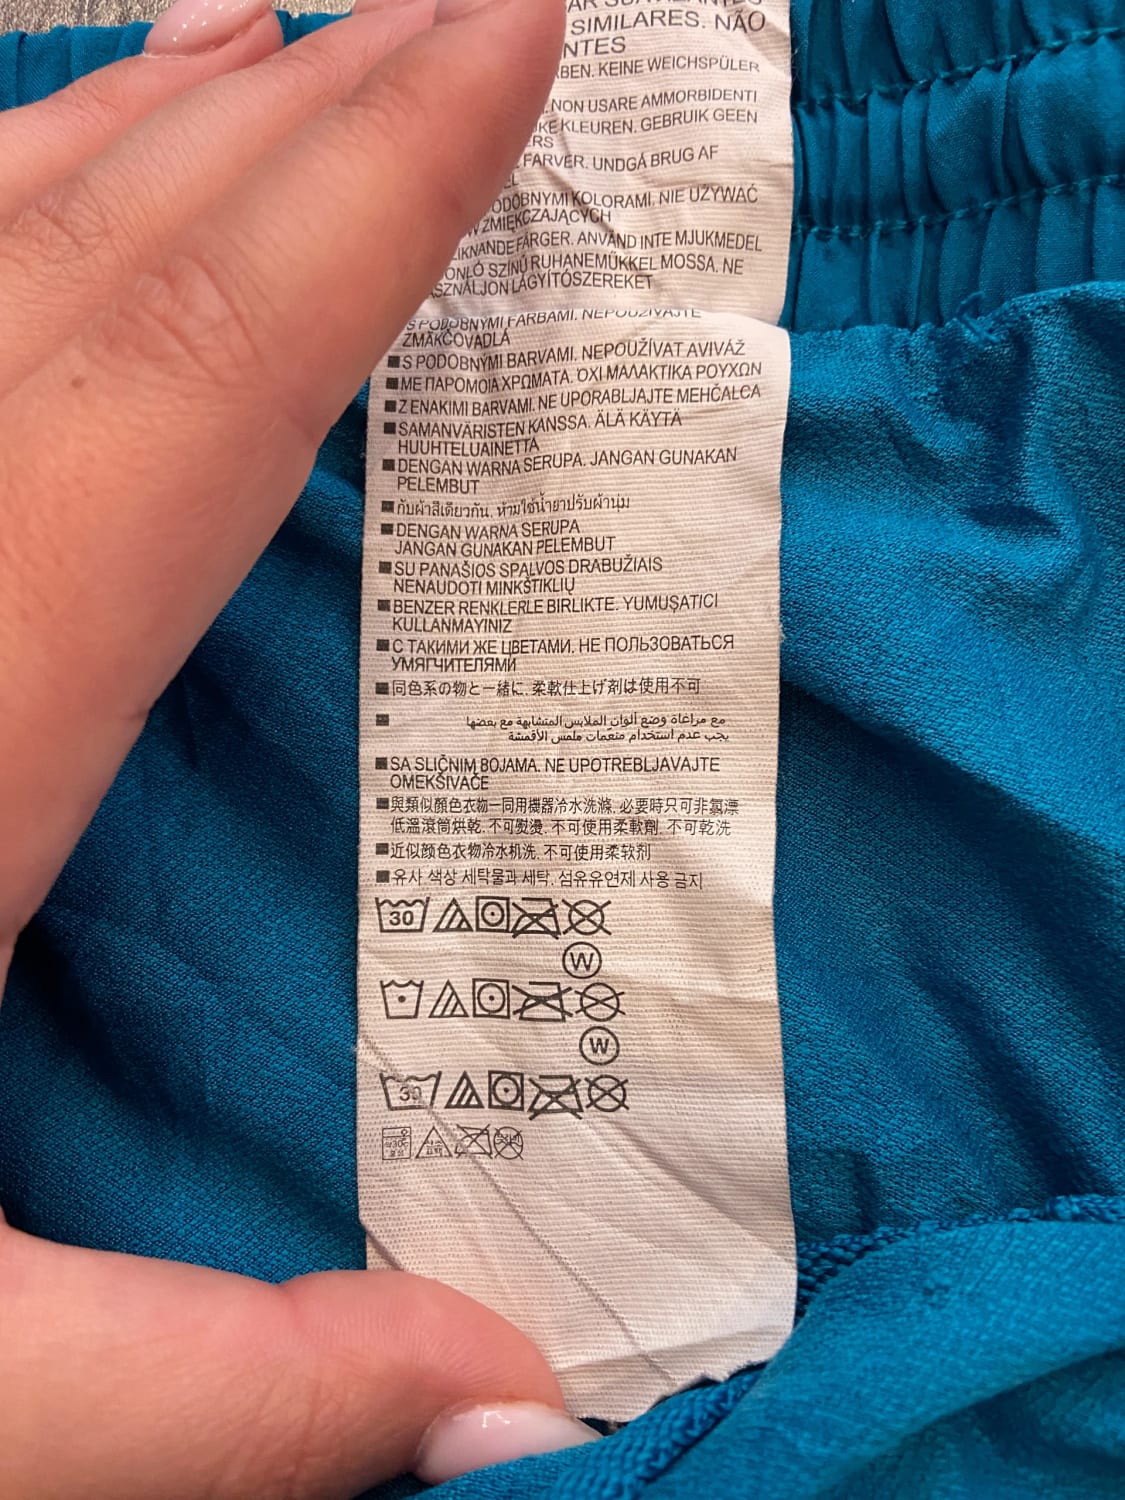 SIMILARES. NÃO
NTES
KEINE WEICHSPÜLER
NON USARE AMMORBIDENTI
KLEUREN. GEBRUIK GEEN
RS
FARVER. UNDGÅ BRUG AF
EL
KOLORAMI. NIE UŻYWAĆ
ZMIĘKCZAJĄCYCH
FÄRGER. ANVÄND INTE MJUKMEDEL
SZÍNŰ RUHANEMŰKKEL MOSSA. NE
LÁGYÍTÓSZEREKET
S PODOBNÝMI FARBAMI. NEPOUŽÍVAJTE
ZMÄKČOVADLÁ
S PODOBNÝMI BARVAMI. NEPOUŽÍVAT AVIVÁŽ
ΜΕ ΠΑΡΟΜΟΙΑ ΧΡΩΜΑΤΑ. ΌΧΙ ΜΑΛΑΚΤΙΚΑ ΡΟΥΧΩΝ
Z ENAKIMI BARVAMI. NE UPORABLJAJTE MEHČALCA
SAMANVÄRISTEN KANSSA. ÄLÄ KÄYTÄ
HUUHTELUAINETTA
DENGAN WARNA SERUPA. JANGAN GUNAKAN
PELEMBUT
กับผ้าสีเดียวกัน. ห้ามใช้น้ำยาปรับผ้านุ่ม
DENGAN WARNA SERUPA
JANGAN GUNAKAN PELEMBUT
SU PANAŠIOS SPALVOS DRABUŽIAIS
NENAUDOTI MINKŠTIKLIŲ
BENZER RENKLERLE BIRLIKTE. YUMUŞATICI
KULLANMAYINIZ
С ТАКИМИ ЖЕ ЦВЕТАМИ. НЕ ПОЛЬЗОВАТЬСЯ
УМЯГЧИТЕЛЯМИ
同色系の物と一緒に. 柔軟仕上げ剤は使用不可
مع مراعاة وضع ألوان الملابس المتشابهة مع بعضها
يجب عدم استخدام منعّمات ملمس الأقمشة
SA SLIČNIM BOJAMA. NE UPOTREBLJAVAJTE
OMEKŠIVAČE
與類似顏色衣物一同用機器冷水洗滌. 必要時只可非氯漂
低溫滾筒烘乾. 不可熨燙. 不可使用柔軟劑. 不可乾洗
近似颜色衣物冷水机洗. 不可使用柔软剂
유사 색상 세탁물과 세탁. 섬유유연제 사용 금지
30
W
W
30